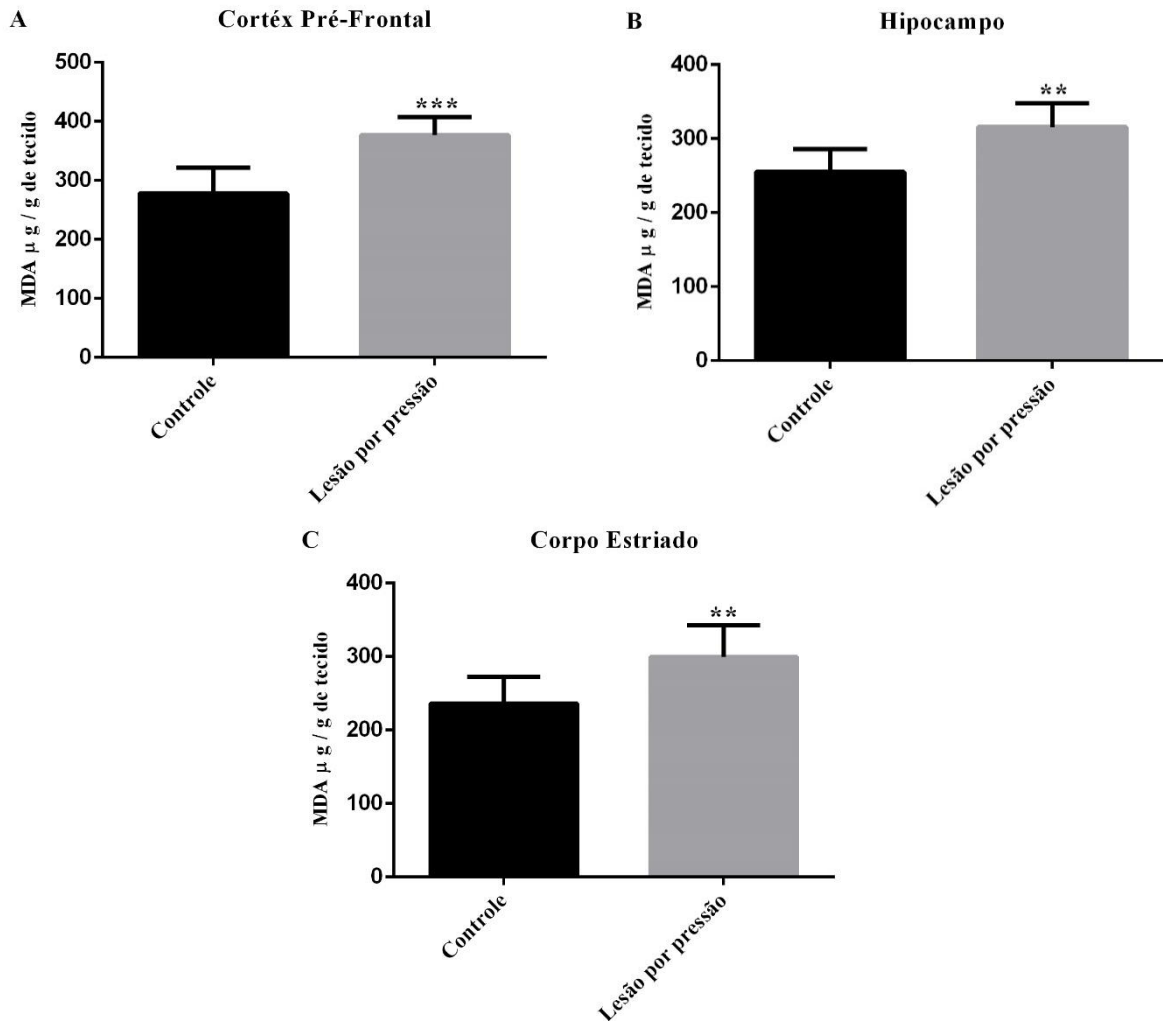 A
Cortéx Pré-Frontal
MDA µ g / g de tecido
500
400
300
200
100
0
***
Controle
Lesão por pressão
B
Hipocampo
MDA µ g / g de tecido
400
300
200
100
0
**
Controle
Lesão por pressão
C
Corpo Estriado
MDA µ g / g de tecido
400
300
200
100
0
**
Controle
Lesão por pressão